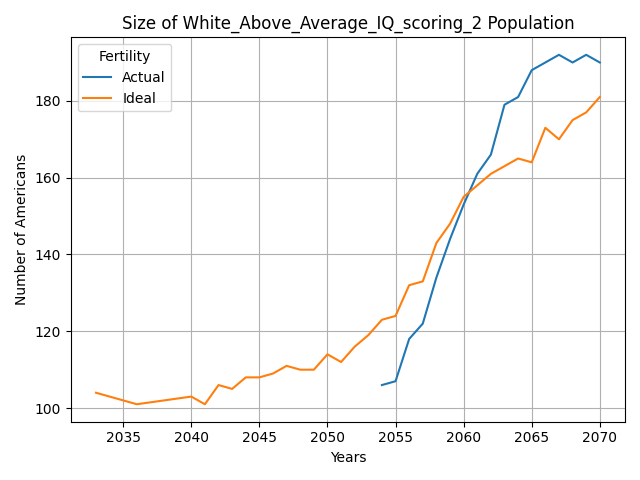 Size of White_Above_Average_IQ_scoring_2 Population
Fertility
Actual
Ideal
Number of Americans
180
160
140
120
100
2035 2040 2045 2050 2055 2060 2065 2070
Years